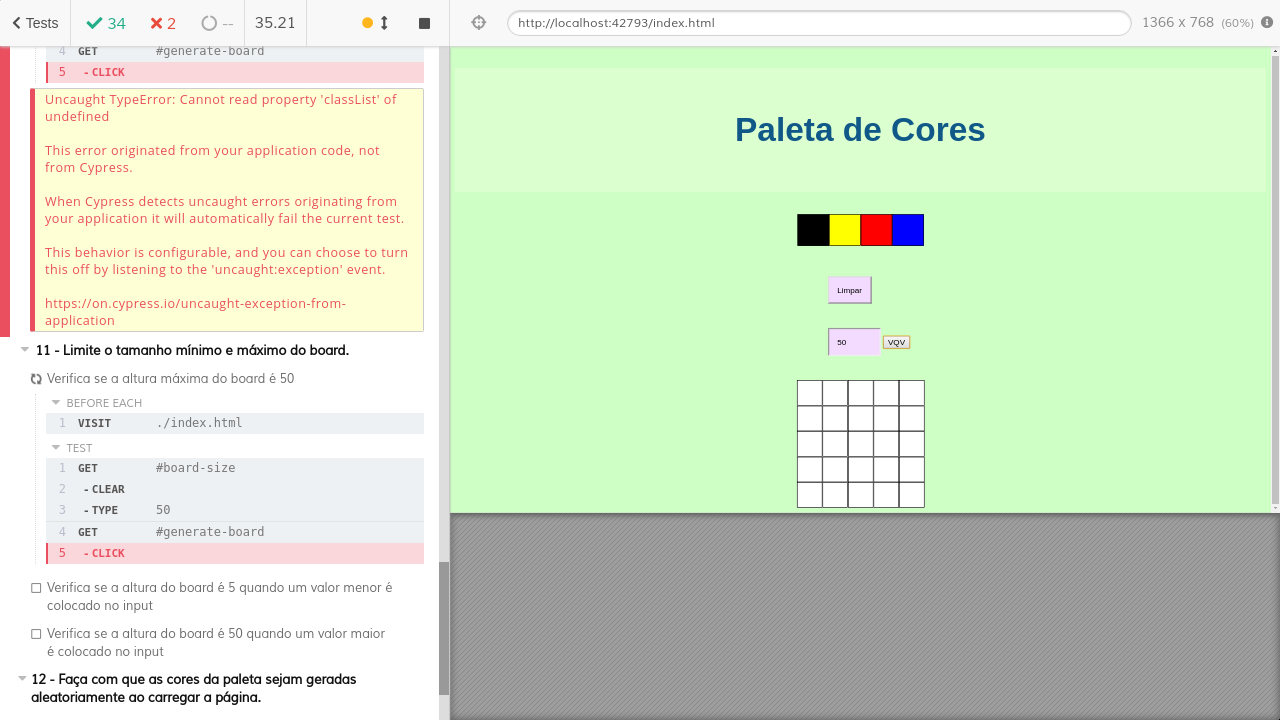 Tests
34
2
--
35.21
http://localhost:42793/index.html
1366 x 768 (60%)
4 GET #generate-board
5 - CLICK
Uncaught TypeError: Cannot read property 'classList' of
undefined
This error originated from your application code, not
from Cypress.
When Cypress detects uncaught errors originating from
your application it will automatically fail the current test.
This behavior is configurable, and you can choose to turn
this off by listening to the 'uncaught:exception' event.
https://on.cypress.io/uncaught-exception-from-
application
11 - Limite o tamanho mínimo e máximo do board.
Verifica se a altura máxima do board é 50
BEFORE EACH
1 VISIT ./index.html
TEST
1 GET #board-size
2 - CLEAR
3 - TYPE 50
4 GET #generate-board
5 - CLICK
Verifica se a altura do board é 5 quando um valor menor é
colocado no input
Verifica se a altura do board é 50 quando um valor maior
é colocado no input
12 - Faça com que as cores da paleta sejam geradas
aleatoriamente ao carregar a página.
Paleta de Cores
Limpar
50
VQV